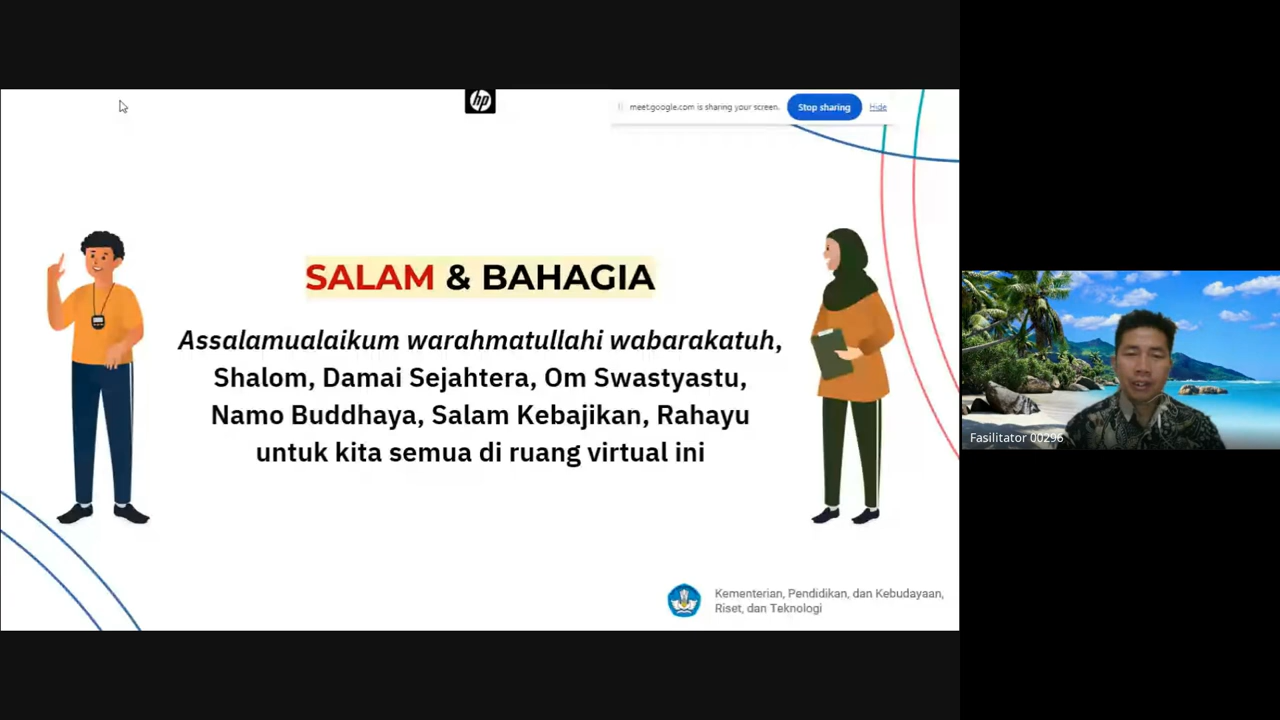 hp
meet.google.com is sharing your screen.
Stop sharing
Hide
SALAM & BAHAGIA
Assalamualaikum warahmatullahi wabarakatuh,
Shalom, Damai Sejahtera, Om Swastyastu,
Namo Buddhaya, Salam Kebajikan, Rahayu
untuk kita semua di ruang virtual ini
Fasilitator 00296
Kementerian, Pendidikan, dan Kebudayaan,
Riset, dan Teknologi